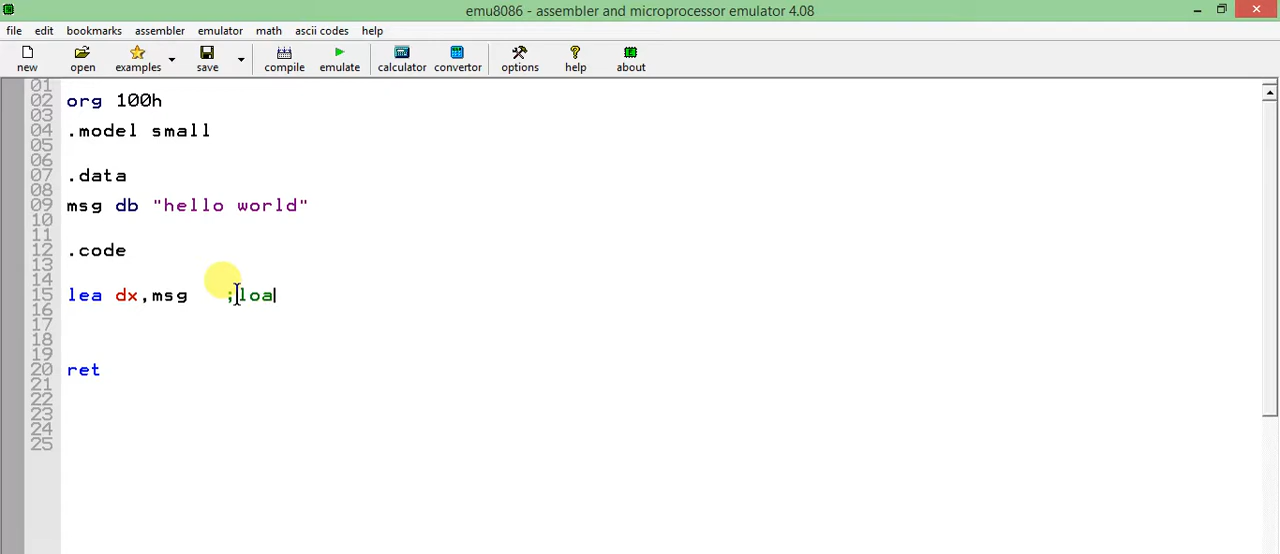 emu8086 - assembler and microprocessor emulator 4.08
file edit bookmarks assembler emulator math ascii codes help
new open examples save compile emulate calculator convertor options help about
01
02 org 100h
03
04 .model small
05
06
07 .data
08
09 msg db "hello world"
10
11
12 .code
13
14
15 lea dx,msg ;loa
16
17
18
19
20 ret
21
22
23
24
25